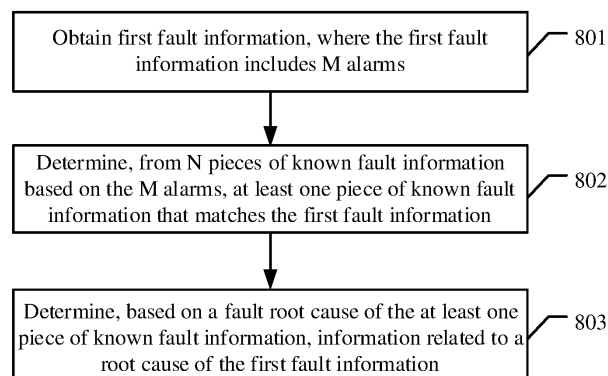 Obtain first fault information, where the first fault
information includes M alarms
801
Determine, from N pieces of known fault information
based on the M alarms, at least one piece of known fault
information that matches the first fault information
802
Determine, based on a fault root cause of the at least one
piece of known fault information, information related to a
root cause of the first fault information
803